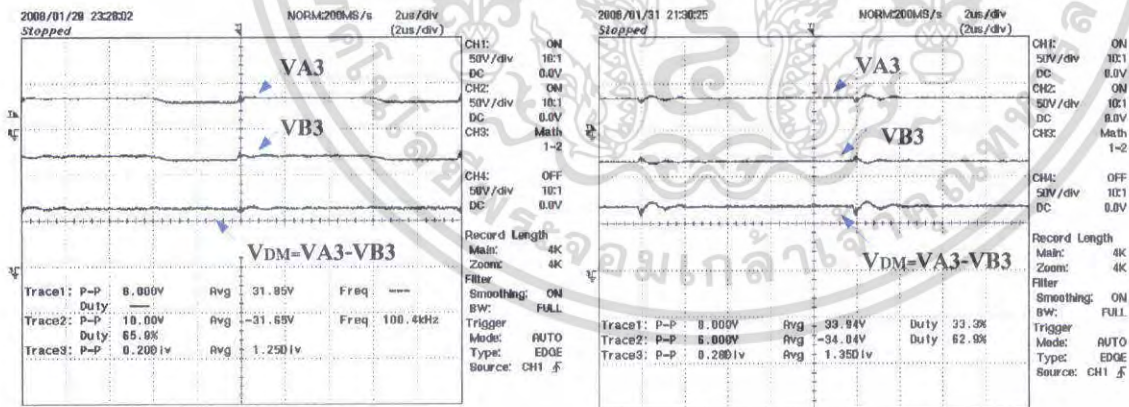 2008/01/29 23:28:02 NORM:200MS/s 2us/div
Stopped (2us/div)
VA3
VB3
VDM=VA3-VB3
CH1: ON
50V/div 10:1
DC 0.0V
CH2: ON
50V/div 10:1
DC 0.0V
CH3: Math
1-2
CH4: OFF
50V/div 10:1
DC 0.0V
Record Length
Main: 4K
Zoom: 4K
Filter
Smoothing: ON
BW: FULL
Trigger
Mode: AUTO
Type: EDGE
Source: CH1
Trace1: P-P 8.000V Avg 31.85V Freq ---
Duty ---
Trace2: P-P 10.00V Avg -31.65V Freq 100.4kHz
Duty 65.9%
Trace3: P-P 0.20Div Avg 1.25Div
2008/01/31 21:30:25 NORM:200MS/s 2us/div
Stopped (2us/div)
VA3
VB3
VDM=VA3-VB3
CH1: ON
50V/div 10:1
DC 0.0V
CH2: ON
50V/div 10:1
DC 0.0V
CH3: Math
1-2
CH4: OFF
50V/div 10:1
DC 0.0V
Record Length
Main: 4K
Zoom: 4K
Filter
Smoothing: ON
BW: FULL
Trigger
Mode: AUTO
Type: EDGE
Source: CH1
Trace1: P-P 8.000V Avg 33.94V Duty 33.3%
Trace2: P-P 6.000V Avg -34.04V Duty 62.9%
Trace3: P-P 0.28Div Avg 1.35Div